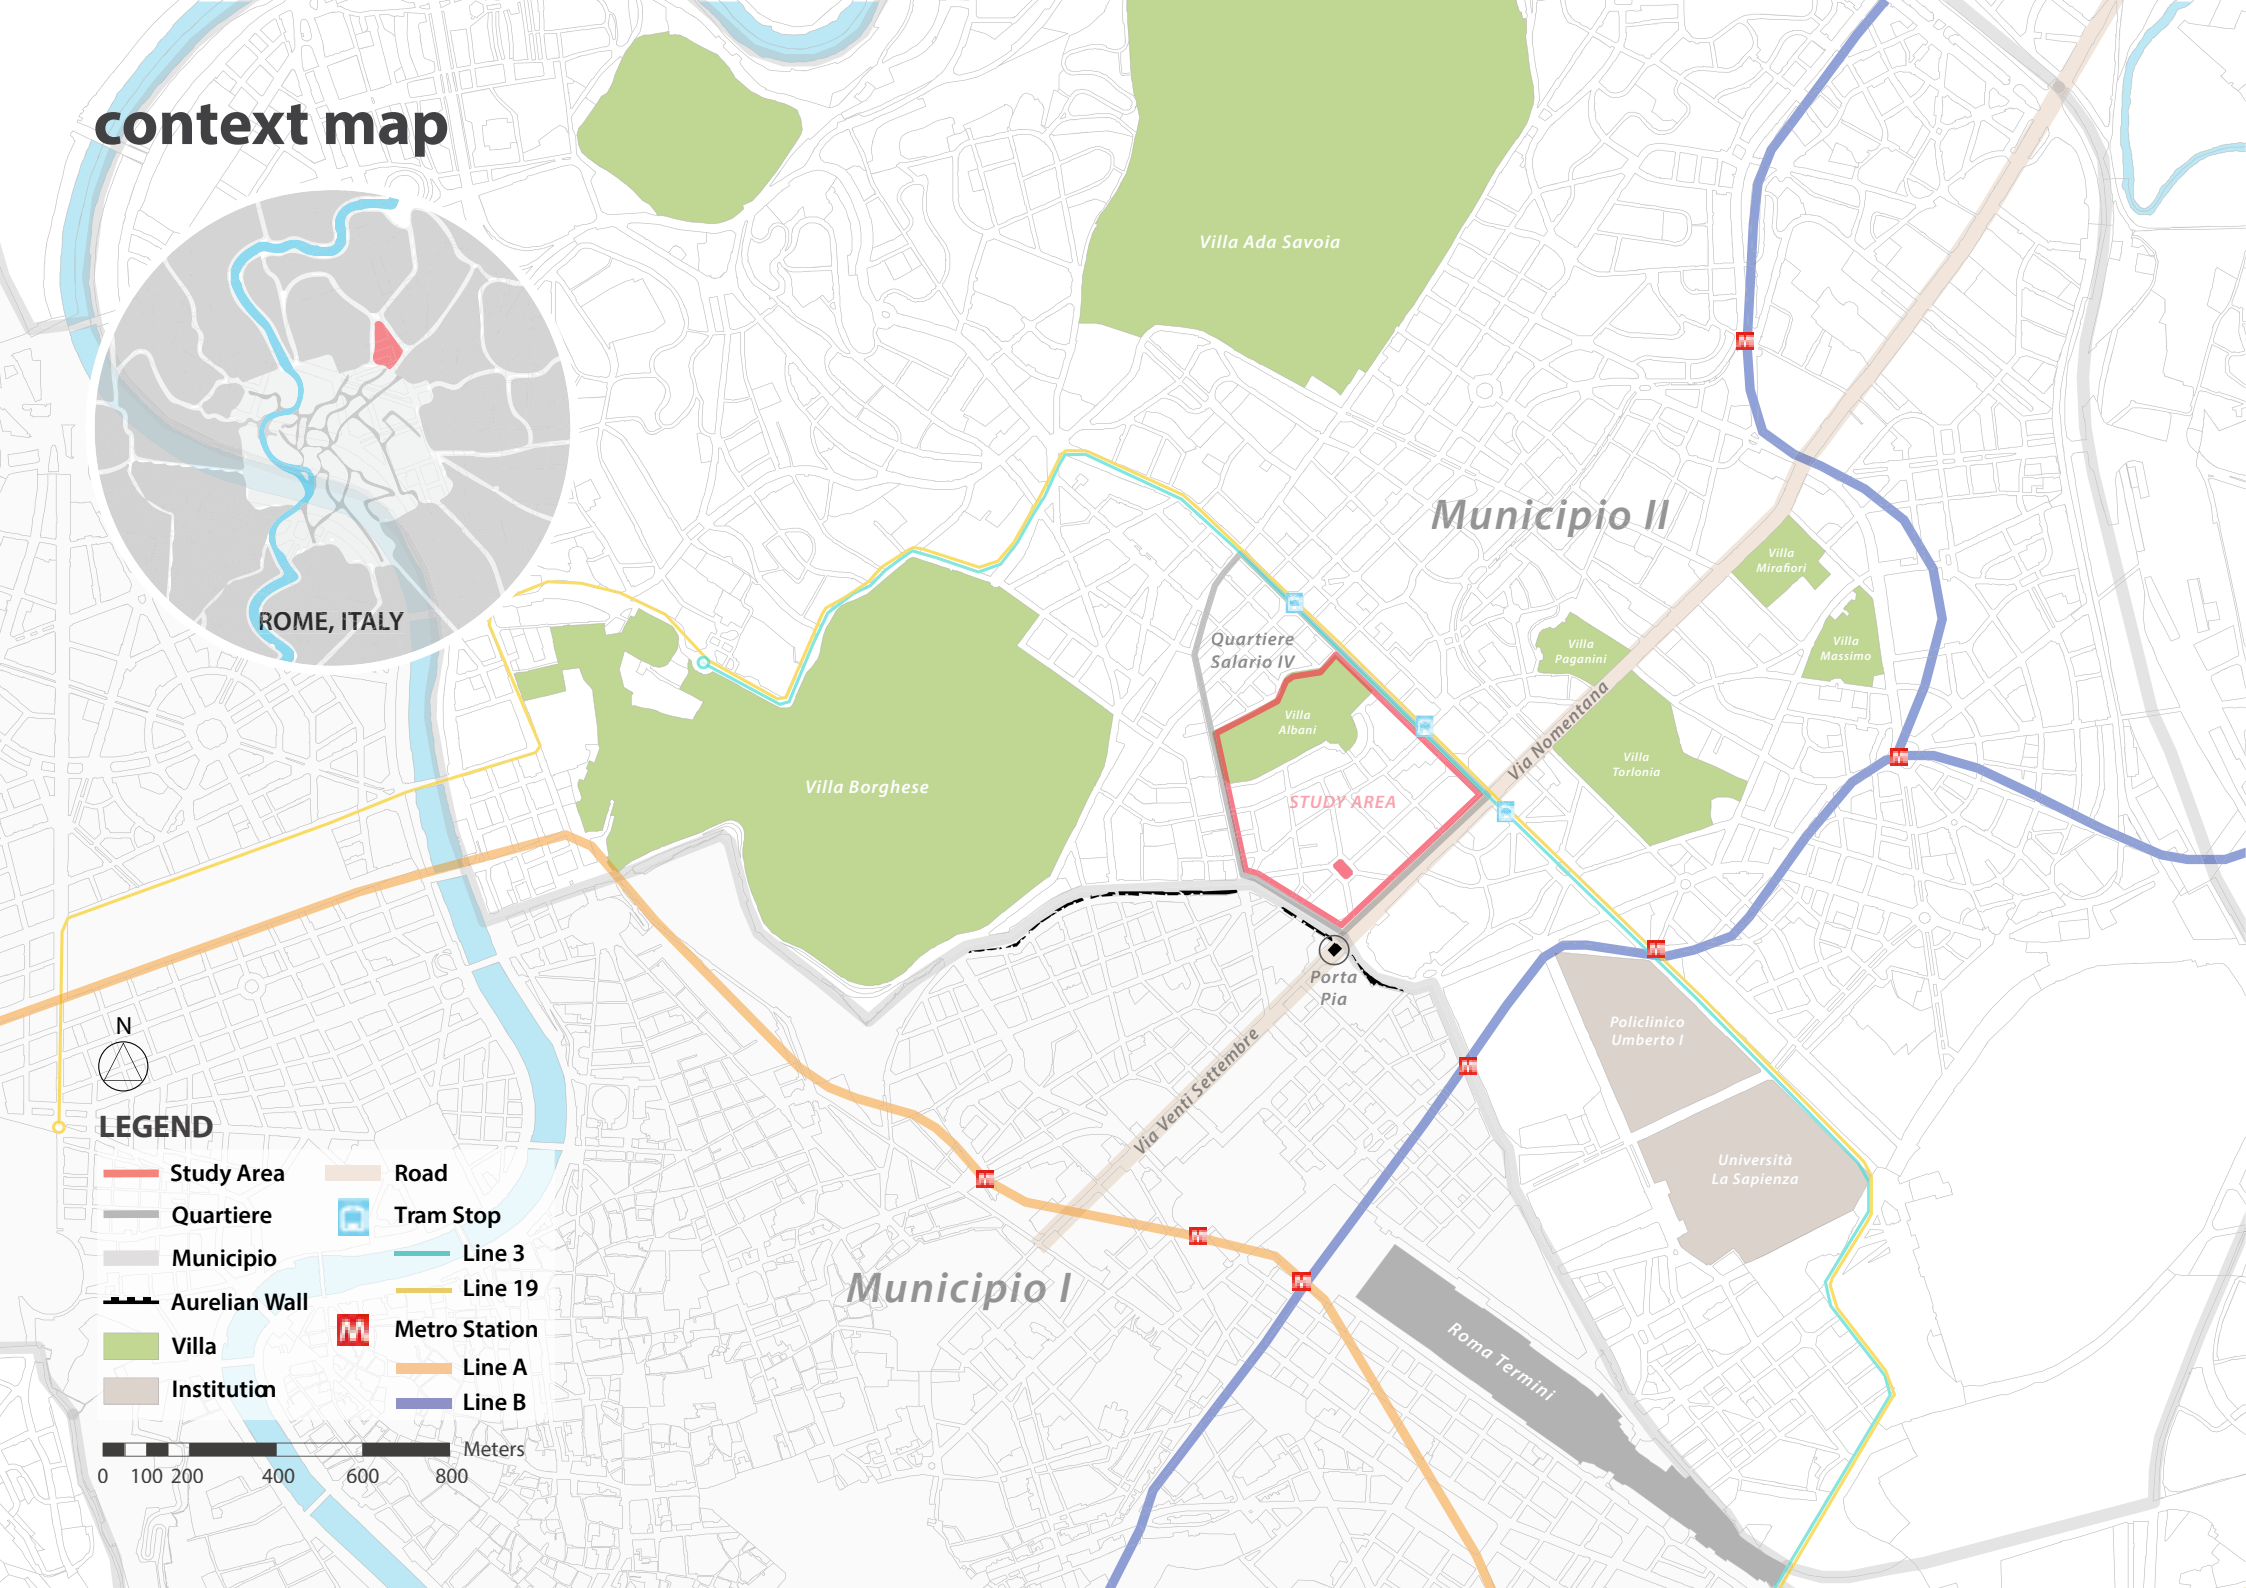 context map
ROME, ITALY
Villa Ada Savoia
Municipio II
Villa
Mirafiori
Villa
Massimo
Villa
Paganini
Villa
Torlonia
Via Nomentana
Quartiere
Salario IV
Villa
Albani
STUDY AREA
Villa Borghese
Porta
Pia
Via Venti Settembre
Policlinico
Umberto I
Università
La Sapienza
Municipio I
Roma Termini
N
LEGEND
Study Area
Quartiere
Municipio
Aurelian Wall
Villa
Institution
Road
Tram Stop
Line 3
Line 19
M Metro Station
Line A
Line B
Meters
0 100 200 400 600 800